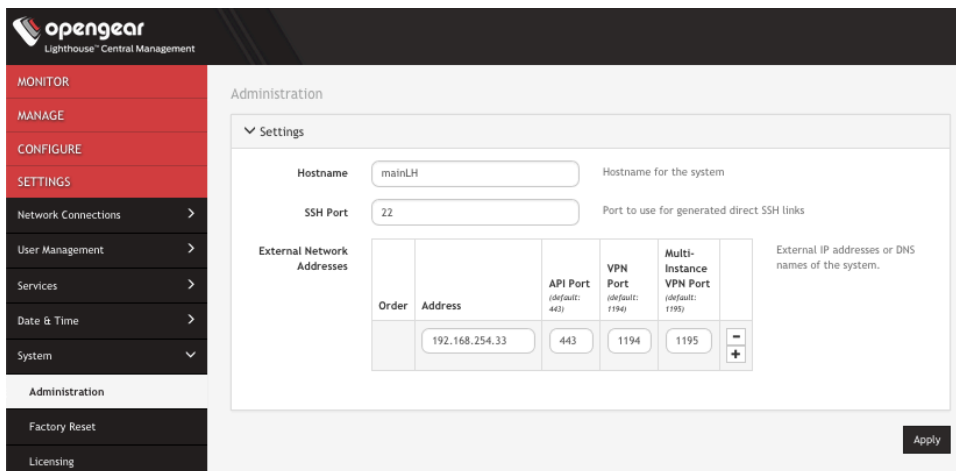 opengear
Lighthouse™ Central Management
MONITOR
MANAGE
CONFIGURE
SETTINGS
Network Connections
User Management
Services
Date & Time
System
Administration
Factory Reset
Licensing
Administration
Settings
Hostname
mainLH
Hostname for the system
SSH Port
22
Port to use for generated direct SSH links
External Network
Addresses
Order
Address
API Port
(default:
443)
VPN
Port
(default:
1194)
Multi-
Instance
VPN Port
(default:
1195)
192.168.254.33
443
1194
1195
-
+
External IP addresses or DNS
names of the system.
Apply